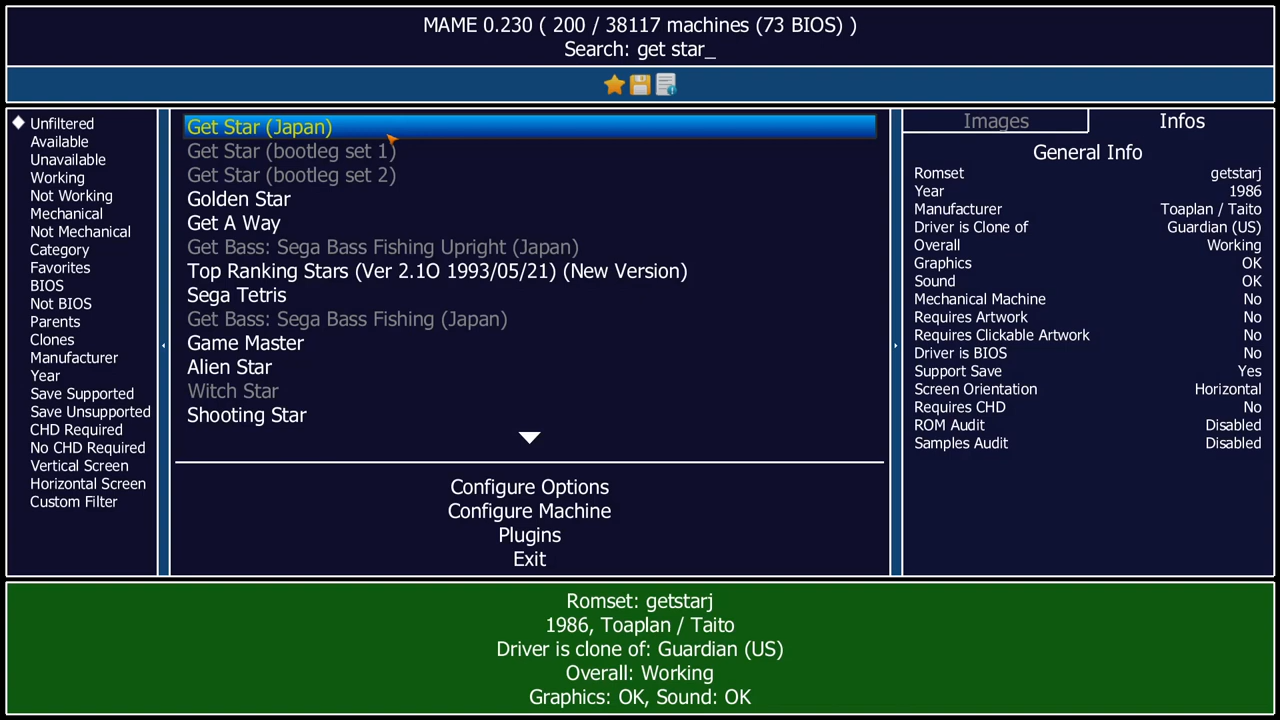 MAME 0.230 ( 200 / 38117 machines (73 BIOS) )
Search: get star_
Unfiltered
Available
Unavailable
Working
Not Working
Mechanical
Not Mechanical
Category
Favorites
BIOS
Not BIOS
Parents
Clones
Manufacturer
Year
Save Supported
Save Unsupported
CHD Required
No CHD Required
Vertical Screen
Horizontal Screen
Custom Filter
Get Star (Japan)
Get Star (bootleg set 1)
Get Star (bootleg set 2)
Golden Star
Get A Way
Get Bass: Sega Bass Fishing Upright (Japan)
Top Ranking Stars (Ver 2.1O 1993/05/21) (New Version)
Sega Tetris
Get Bass: Sega Bass Fishing (Japan)
Game Master
Alien Star
Witch Star
Shooting Star
Configure Options
Configure Machine
Plugins
Exit
Images Infos
General Info
Romset getstarj
Year 1986
Manufacturer Toaplan / Taito
Driver is Clone of Guardian (US)
Overall Working
Graphics OK
Sound OK
Mechanical Machine No
Requires Artwork No
Requires Clickable Artwork No
Driver is BIOS No
Support Save Yes
Screen Orientation Horizontal
Requires CHD No
ROM Audit Disabled
Samples Audit Disabled
Romset: getstarj
1986, Toaplan / Taito
Driver is clone of: Guardian (US)
Overall: Working
Graphics: OK, Sound: OK